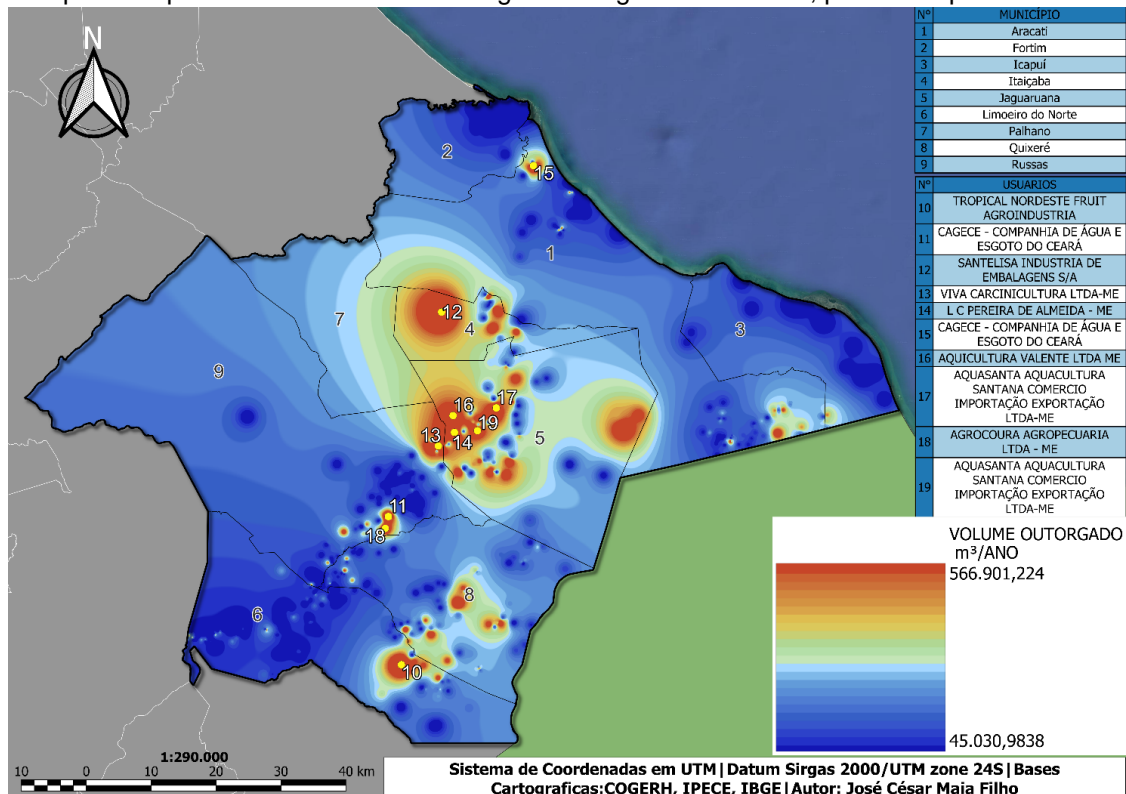 N
2
15
1
12
4
7
3
9
17
16
19
5
14
13
11
18
8
6
10
Nº MUNICÍPIO
1 Aracati
2 Fortim
3 Icapuí
4 Itaiçaba
5 Jaguaruana
6 Limoeiro do Norte
7 Palhano
8 Quixeré
9 Russas
Nº USUARIOS
10 TROPICAL NORDESTE FRUIT
AGROINDUSTRIA
11 CAGECE - COMPANHIA DE ÁGUA E
ESGOTO DO CEARÁ
12 SANTELISA INDUSTRIA DE
EMBALAGENS S/A
13 VIVA CARCINICULTURA LTDA-ME
14 L C PEREIRA DE ALMEIDA - ME
15 CAGECE - COMPANHIA DE ÁGUA E
ESGOTO DO CEARÁ
16 AQUICULTURA VALENTE LTDA ME
17 AQUASANTA AQUACULTURA
SANTANA COMERCIO
IMPORTAÇÃO EXPORTAÇÃO
LTDA-ME
18 AGROCOURA AGROPECUARIA
LTDA - ME
19 AQUASANTA AQUACULTURA
SANTANA COMERCIO
IMPORTAÇÃO EXPORTAÇÃO
LTDA-ME
VOLUME OUTORGADO
m³/ANO
566.901,224
45.030,9838
1:290.000
10 0 10 20 30 40 km
Sistema de Coordenadas em UTM|Datum Sirgas 2000/UTM zone 24S|Bases
Cartograficas:COGERH, IPECE, IBGE|Autor: José César Maia Filho